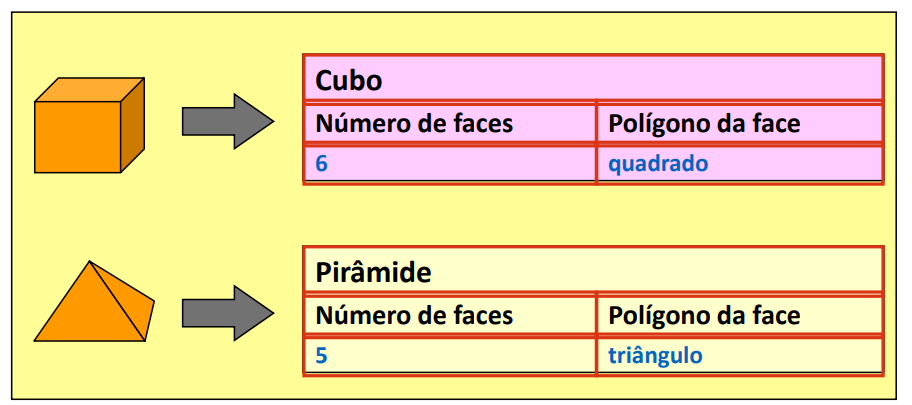 Cubo
Número de faces Polígono da face
6 quadrado
Pirâmide
Número de faces Polígono da face
5 triângulo